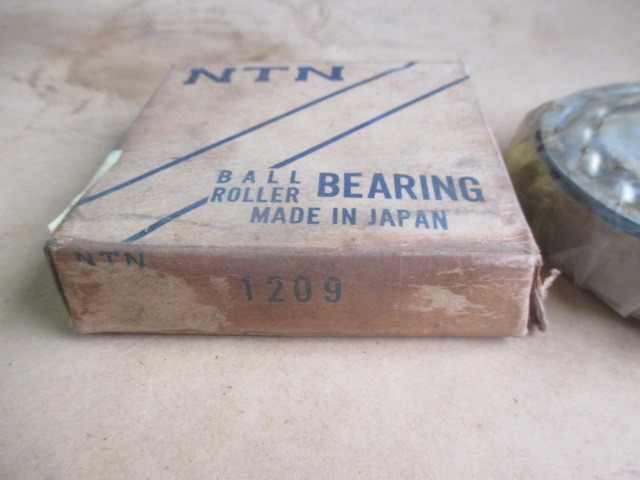 NTN
BALL
ROLLER BEARING
MADE IN JAPAN
NTN
1209